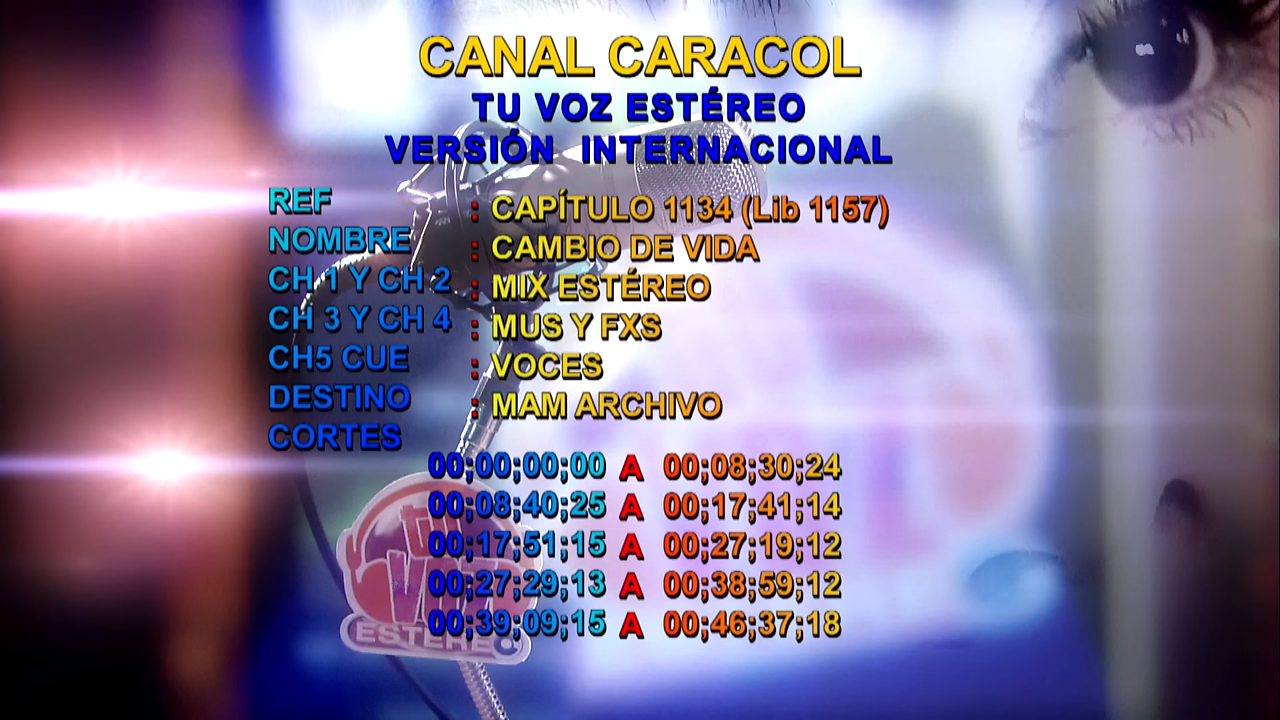 CANAL CARACOL
TU VOZ ESTÉREO
VERSIÓN INTERNACIONAL
REF : CAPÍTULO 1134 (Lib 1157)
NOMBRE : CAMBIO DE VIDA
CH 1 Y CH 2 : MIX ESTÉREO
CH 3 Y CH 4 : MUS Y FXS
CH5 CUE : VOCES
DESTINO : MAM ARCHIVO
CORTES
00;00;00;00 A 00;08;30;24
00;08;40;25 A 00;17;41;14
00;17;51;15 A 00;27;19;12
00;27;29;13 A 00;38;59;12
00;39;09;15 A 00;46;37;18
tu
VOZ
ESTÉREO